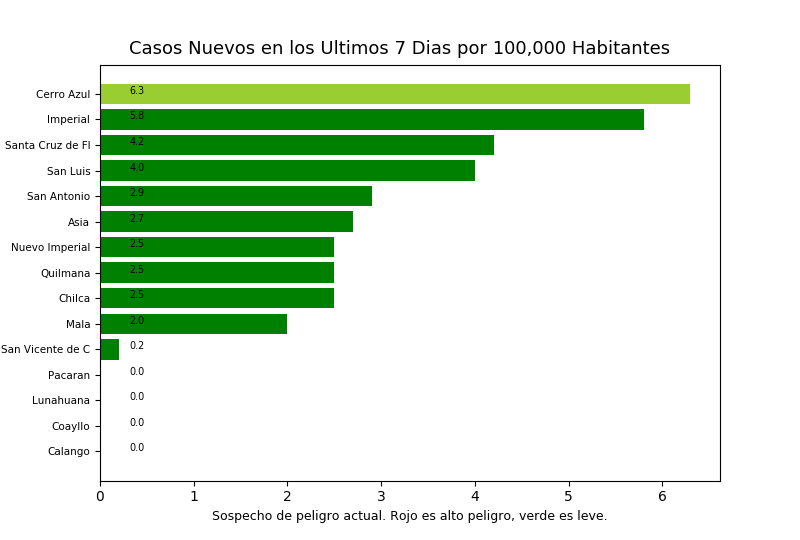 Casos Nuevos en los Ultimos 7 Dias por 100,000 Habitantes
Cerro Azul 6.3
Imperial 5.8
Santa Cruz de Fl 4.2
San Luis 4.0
San Antonio 2.9
Asia 2.7
Nuevo Imperial 2.5
Quilmana 2.5
Chilca 2.5
Mala 2.0
San Vicente de C 0.2
Pacaran 0.0
Lunahuana 0.0
Coayllo 0.0
Calango 0.0
0 1 2 3 4 5 6
Sospecho de peligro actual. Rojo es alto peligro, verde es leve.